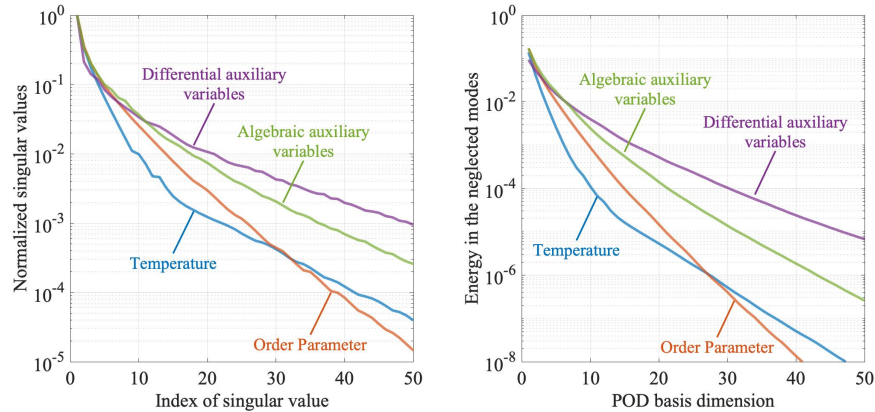 Normalized singular values
10^0
10^-1
10^-2
10^-3
10^-4
10^-5
0
10
20
30
40
50
Index of singular value
Differential auxiliary
variables
Algebraic auxiliary
variables
Temperature
Order Parameter
Energy in the neglected modes
10^0
10^-2
10^-4
10^-6
10^-8
0
10
20
30
40
50
POD basis dimension
Algebraic auxiliary
variables
Differential auxiliary
variables
Temperature
Order Parameter